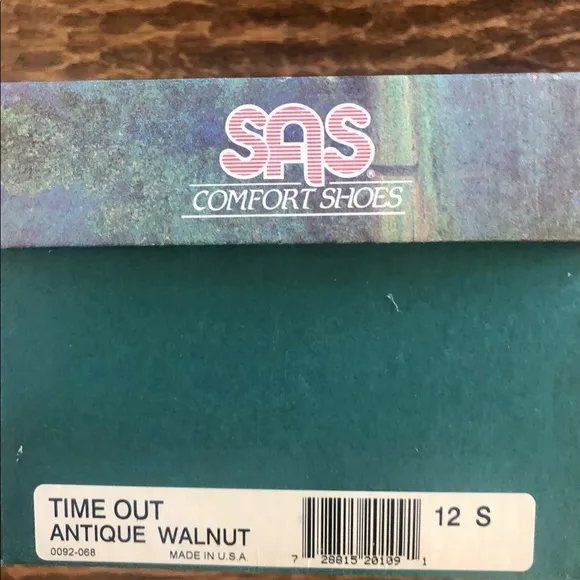 SAS®
COMFORT SHOES
TIME OUT
ANTIQUE WALNUT
0092-068 MADE IN U.S.A.
7 28815 20109 1
12 S